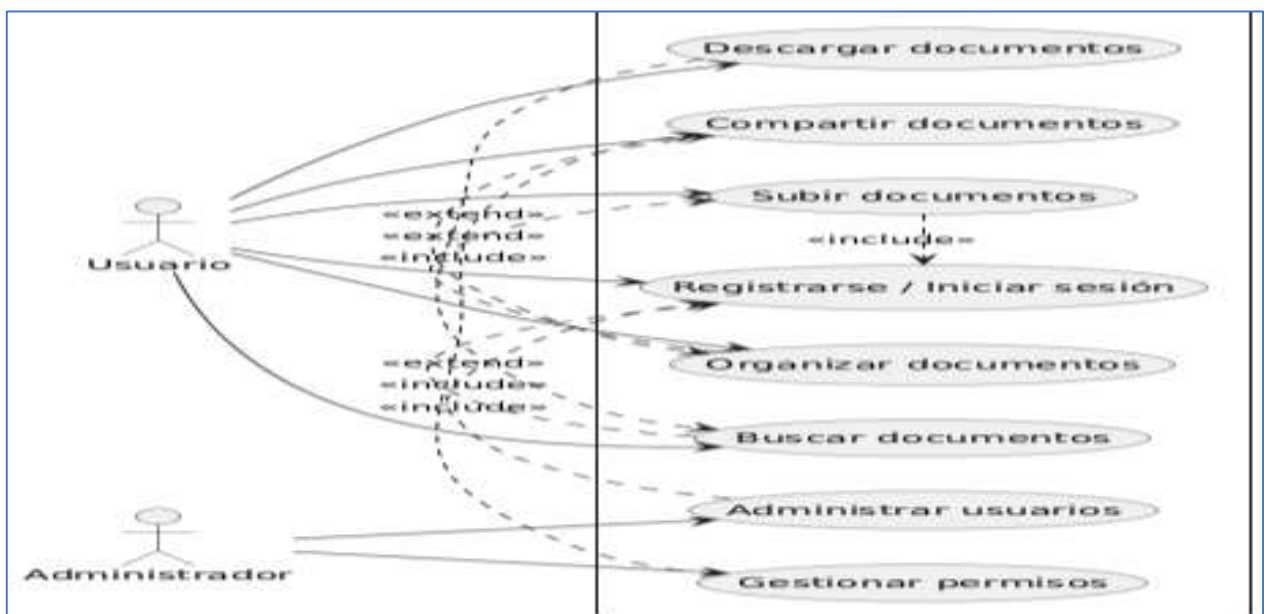 Descargar documentos
Compartir documentos
Subir documentos
«extend»
«extend»
«include»
«include»
Usuario
Registrarse / Iniciar sesión
«extend»
«include»
«include»
Organizar documentos
Buscar documentos
Administrar usuarios
Administrador
Gestionar permisos